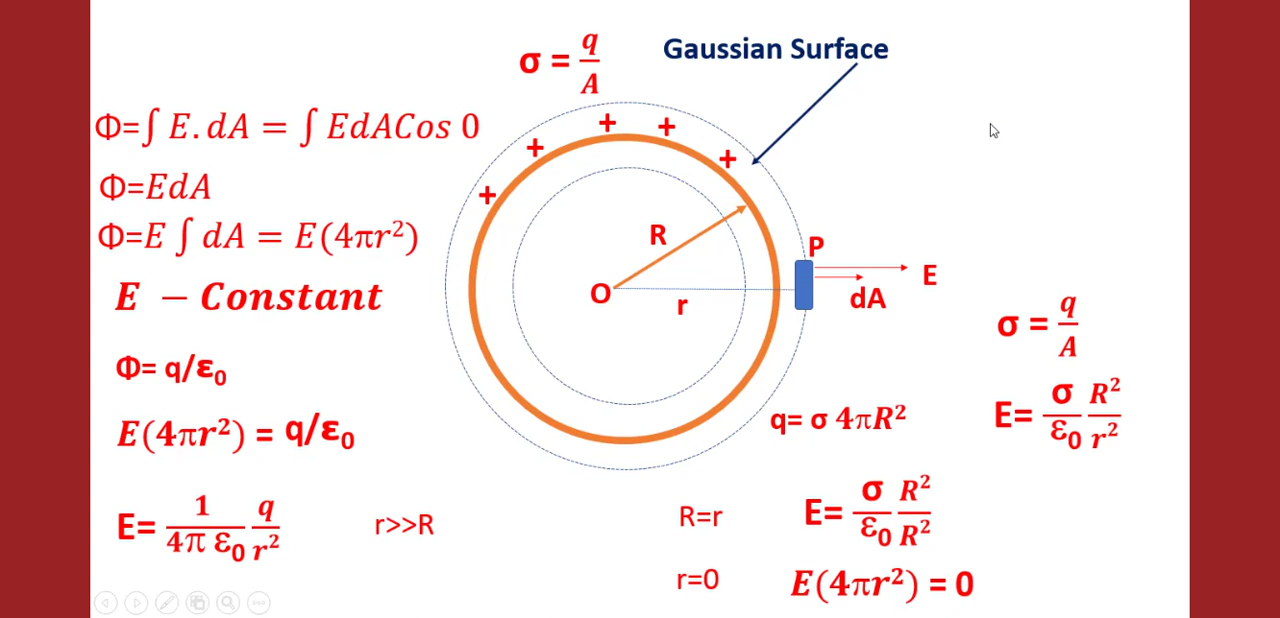 σ = q/A
Gaussian Surface
Φ=∫ E.dA = ∫ EdACos 0
Φ=EdA
Φ=E ∫ dA = E(4πr²)
E – Constant
Φ= q/ε₀
E(4πr²) = q/ε₀
E= 1/(4π ε₀) q/r²
r>>R
+ + + + +
R
O
r
P
E
dA
σ = q/A
q= σ 4πR²
E= σ/ε₀ R²/r²
R=r
E= σ/ε₀ R²/R²
r=0
E(4πr²) = 0